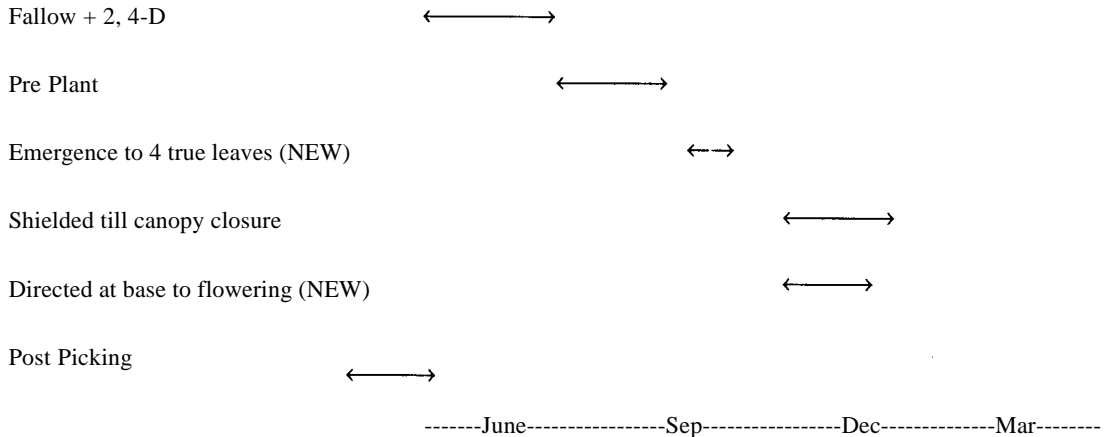 Fallow + 2, 4-D
Pre Plant
Emergence to 4 true leaves (NEW)
Shielded till canopy closure
Directed at base to flowering (NEW)
Post Picking
-------June-----------------Sep-----------------Dec--------------Mar--------